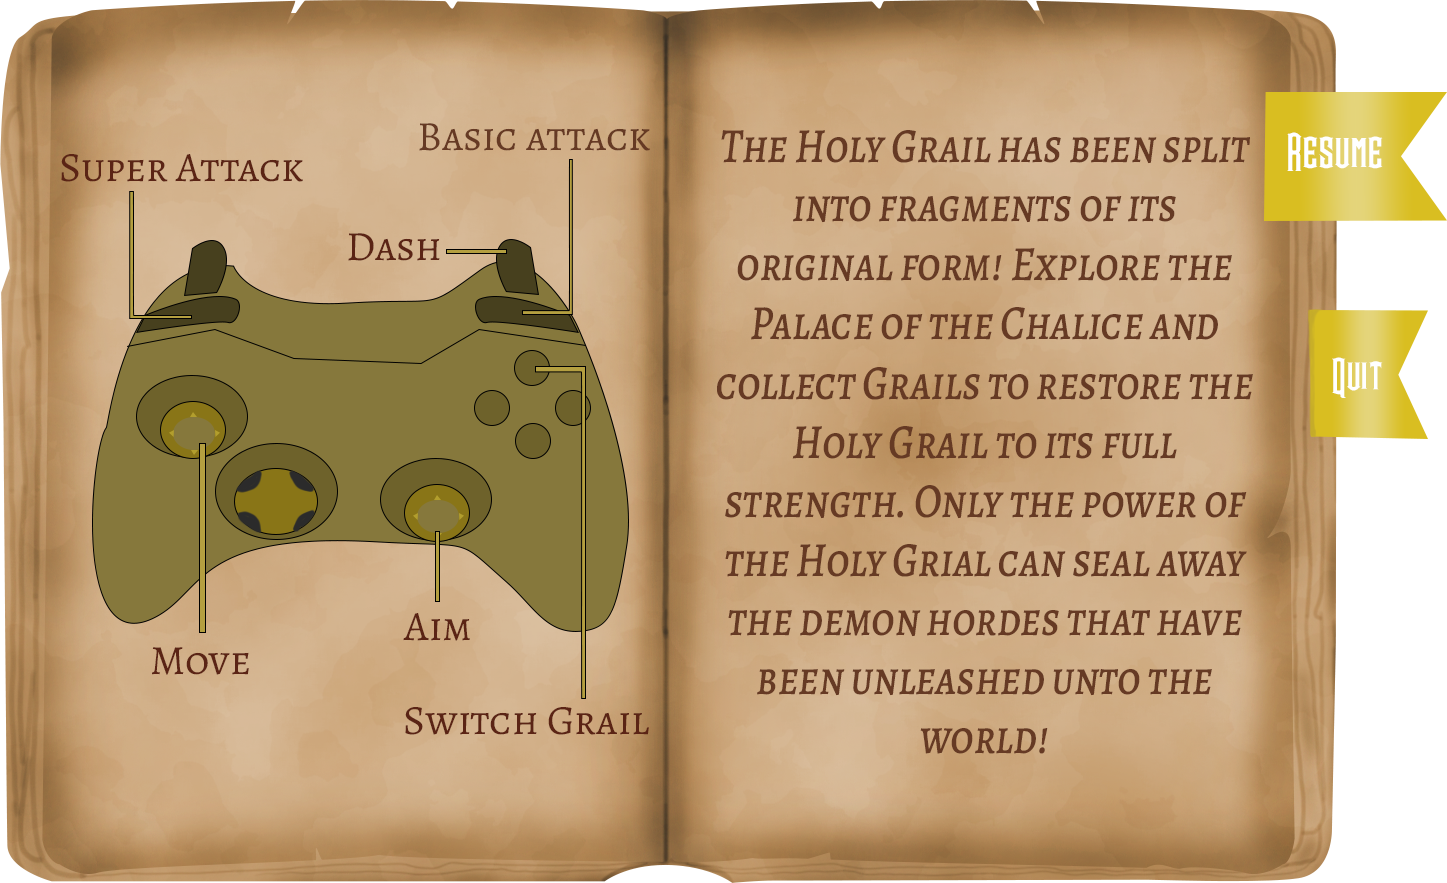 Basic attack
Super Attack
Dash
Move
Aim
Switch Grail
The Holy Grail has been split
into fragments of its
original form! Explore the
Palace of the Chalice and
collect Grails to restore the
Holy Grail to its full
strength. Only the power of
the Holy Grial can seal away
the demon hordes that have
been unleashed unto the
world!
Resume
Quit